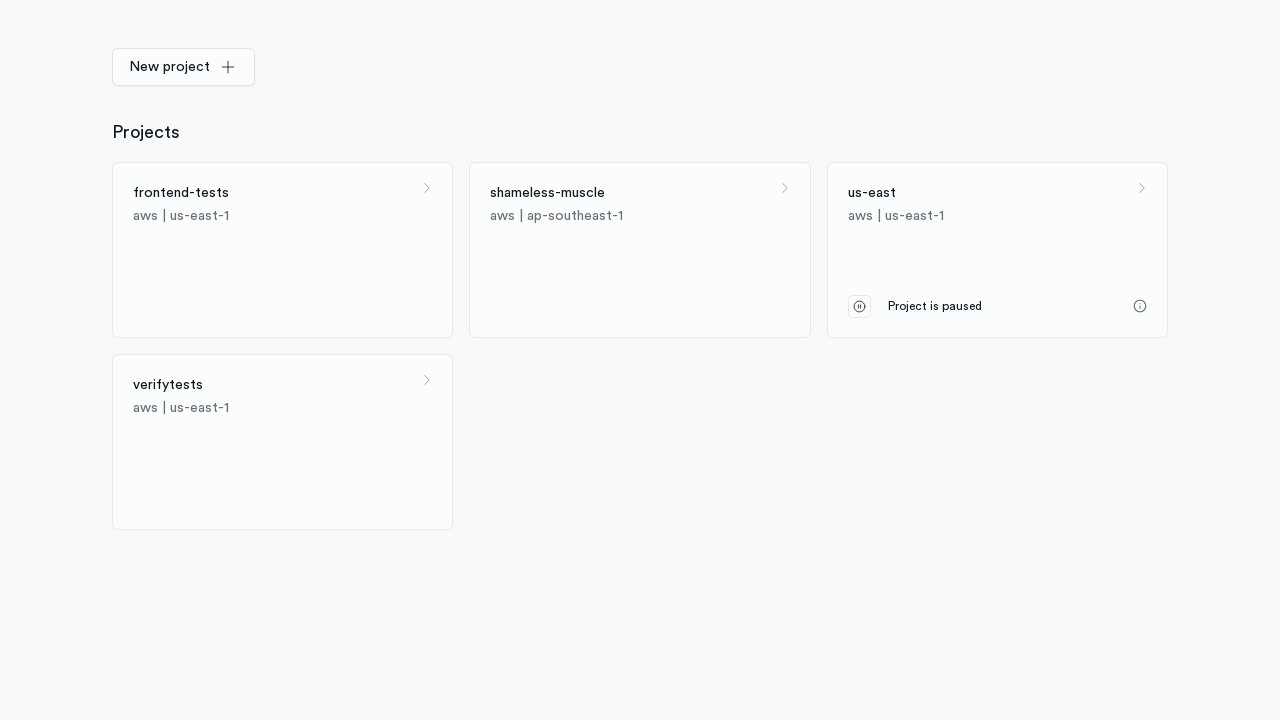 New project
Projects
frontend-tests
aws | us-east-1
shameless-muscle
aws | ap-southeast-1
us-east
aws | us-east-1
Project is paused
verifytests
aws | us-east-1